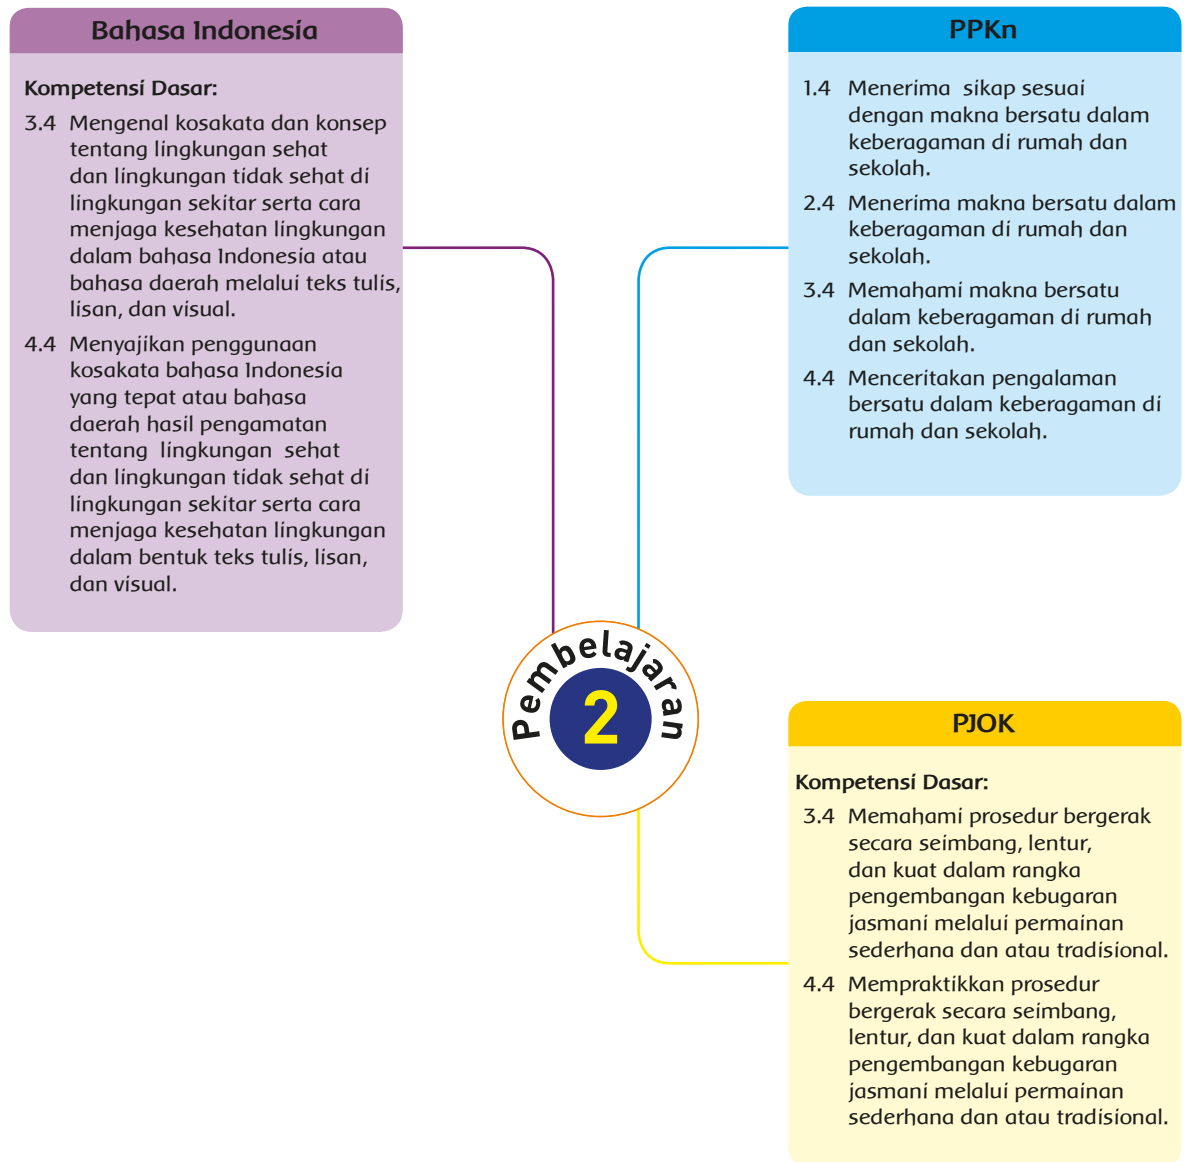 Bahasa Indonesia
Kompetensi Dasar:
3.4 Mengenal kosakata dan konsep
tentang lingkungan sehat
dan lingkungan tidak sehat di
lingkungan sekitar serta cara
menjaga kesehatan lingkungan
dalam bahasa Indonesia atau
bahasa daerah melalui teks tulis,
lisan, dan visual.
4.4 Menyajikan penggunaan
kosakata bahasa Indonesia
yang tepat atau bahasa
daerah hasil pengamatan
tentang lingkungan sehat
dan lingkungan tidak sehat di
lingkungan sekitar serta cara
menjaga kesehatan lingkungan
dalam bentuk teks tulis, lisan,
dan visual.
PPKn
1.4 Menerima sikap sesuai
dengan makna bersatu dalam
keberagaman di rumah dan
sekolah.
2.4 Menerima makna bersatu dalam
keberagaman di rumah dan
sekolah.
3.4 Memahami makna bersatu
dalam keberagaman di rumah
dan sekolah.
4.4 Menceritakan pengalaman
bersatu dalam keberagaman di
rumah dan sekolah.
Pembelajaran
2
PJOK
Kompetensi Dasar:
3.4 Memahami prosedur bergerak
secara seimbang, lentur,
dan kuat dalam rangka
pengembangan kebugaran
jasmani melalui permainan
sederhana dan atau tradisional.
4.4 Mempraktikkan prosedur
bergerak secara seimbang,
lentur, dan kuat dalam rangka
pengembangan kebugaran
jasmani melalui permainan
sederhana dan atau tradisional.